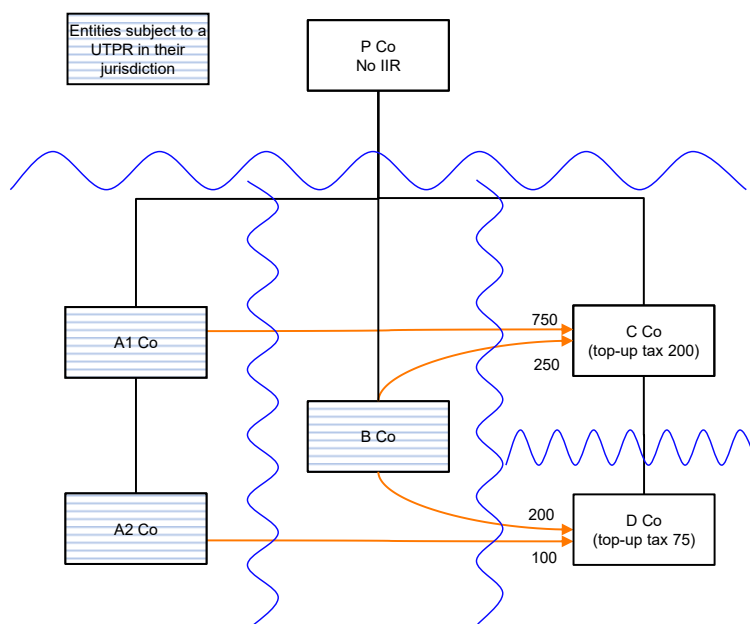 Entities subject to a
UTPR in their
jurisdiction
P Co
No IIR
A1 Co
750
C Co
(top-up tax 200)
250
B Co
A2 Co
200
100
D Co
(top-up tax 75)